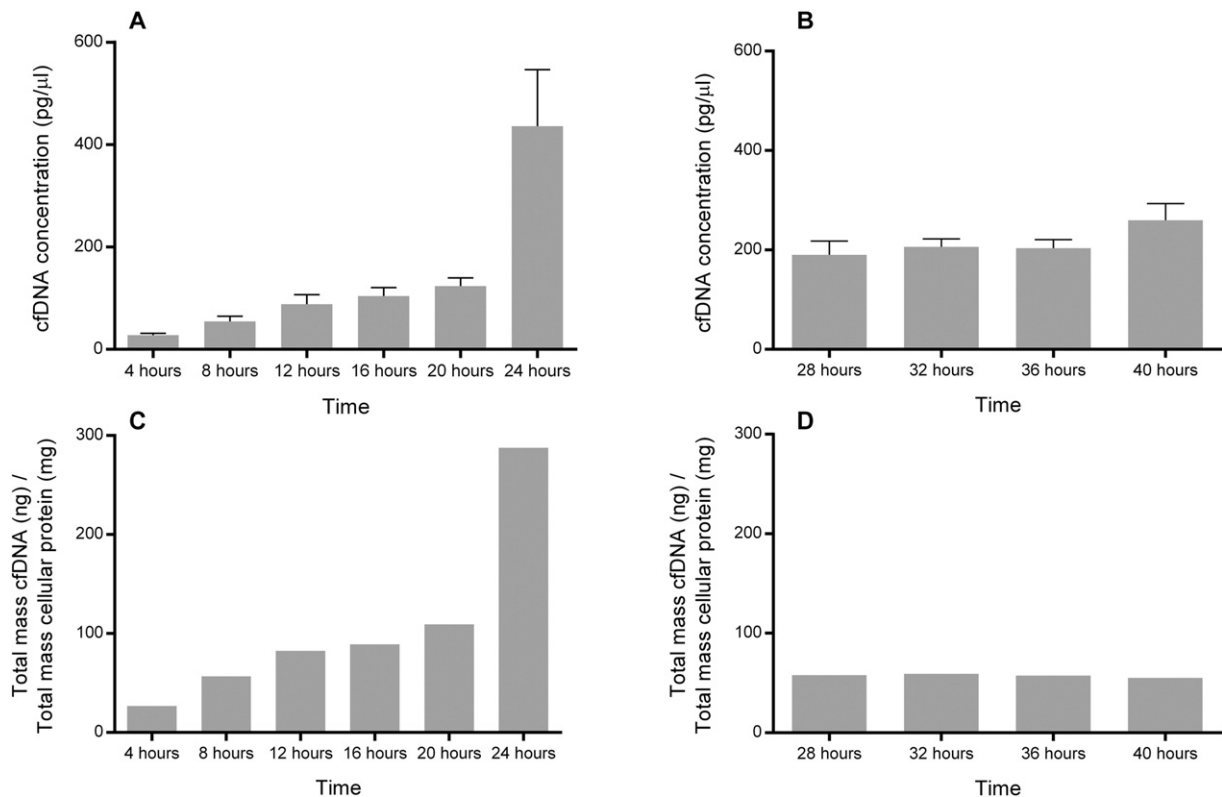 A
cfDNA concentration (pg/µl)
600
400
200
0
4 hours 8 hours 12 hours 16 hours 20 hours 24 hours
Time
B
cfDNA concentration (pg/µl)
600
400
200
0
28 hours 32 hours 36 hours 40 hours
Time
C
Total mass cfDNA (ng) /
Total mass cellular protein (mg)
300
200
100
0
4 hours 8 hours 12 hours 16 hours 20 hours 24 hours
Time
D
Total mass cfDNA (ng) /
Total mass cellular protein (mg)
300
200
100
0
28 hours 32 hours 36 hours 40 hours
Time